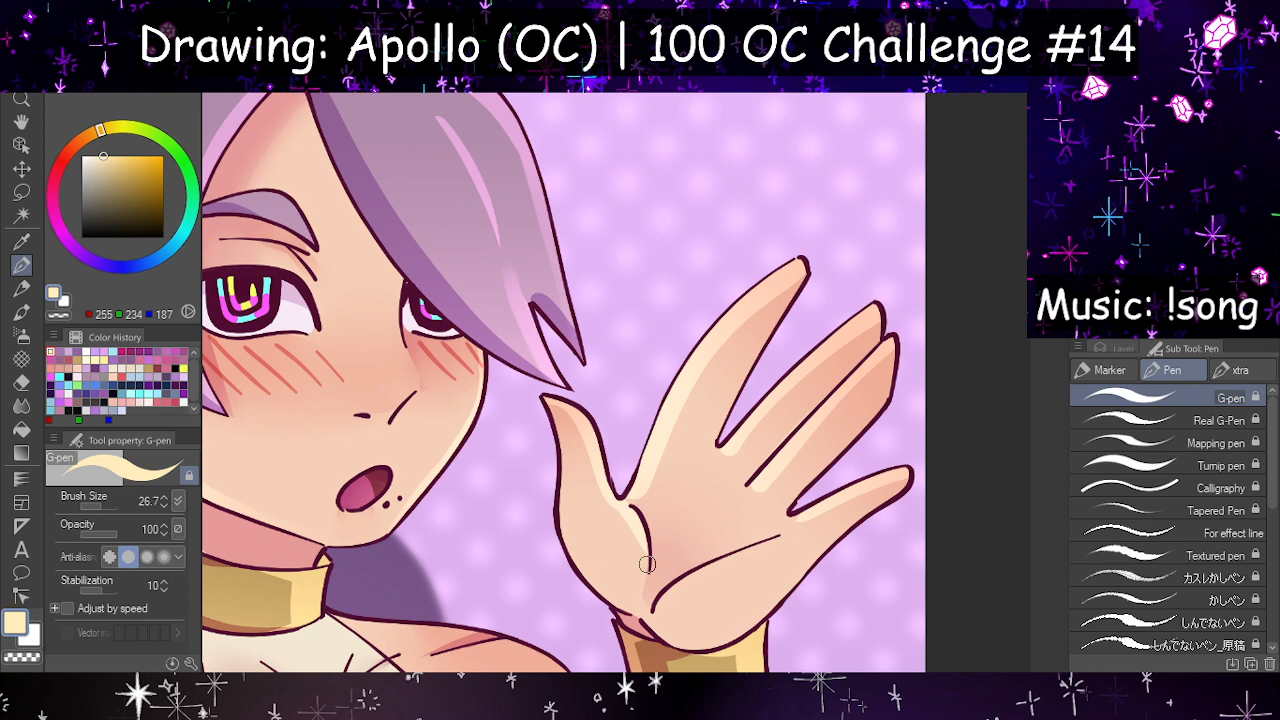 Drawing: Apollo (OC) | 100 OC Challenge #14
255 234 187
Color History
Tool property: G-pen
G-pen
Brush Size
26.7
Opacity
100
Anti-aliasin
Stabilization
10
Adjust by speed
Vector ma
Music: !song
Layer
Sub Tool: Pen
Marker
Pen
xtra
G-pen
Real G-Pen
Mapping pen
Turnip pen
Calligraphy
Tapered Pen
For effect line
Textured pen
カスレかしペン
かしペン
しんでないペン
しんでないペン_原稿